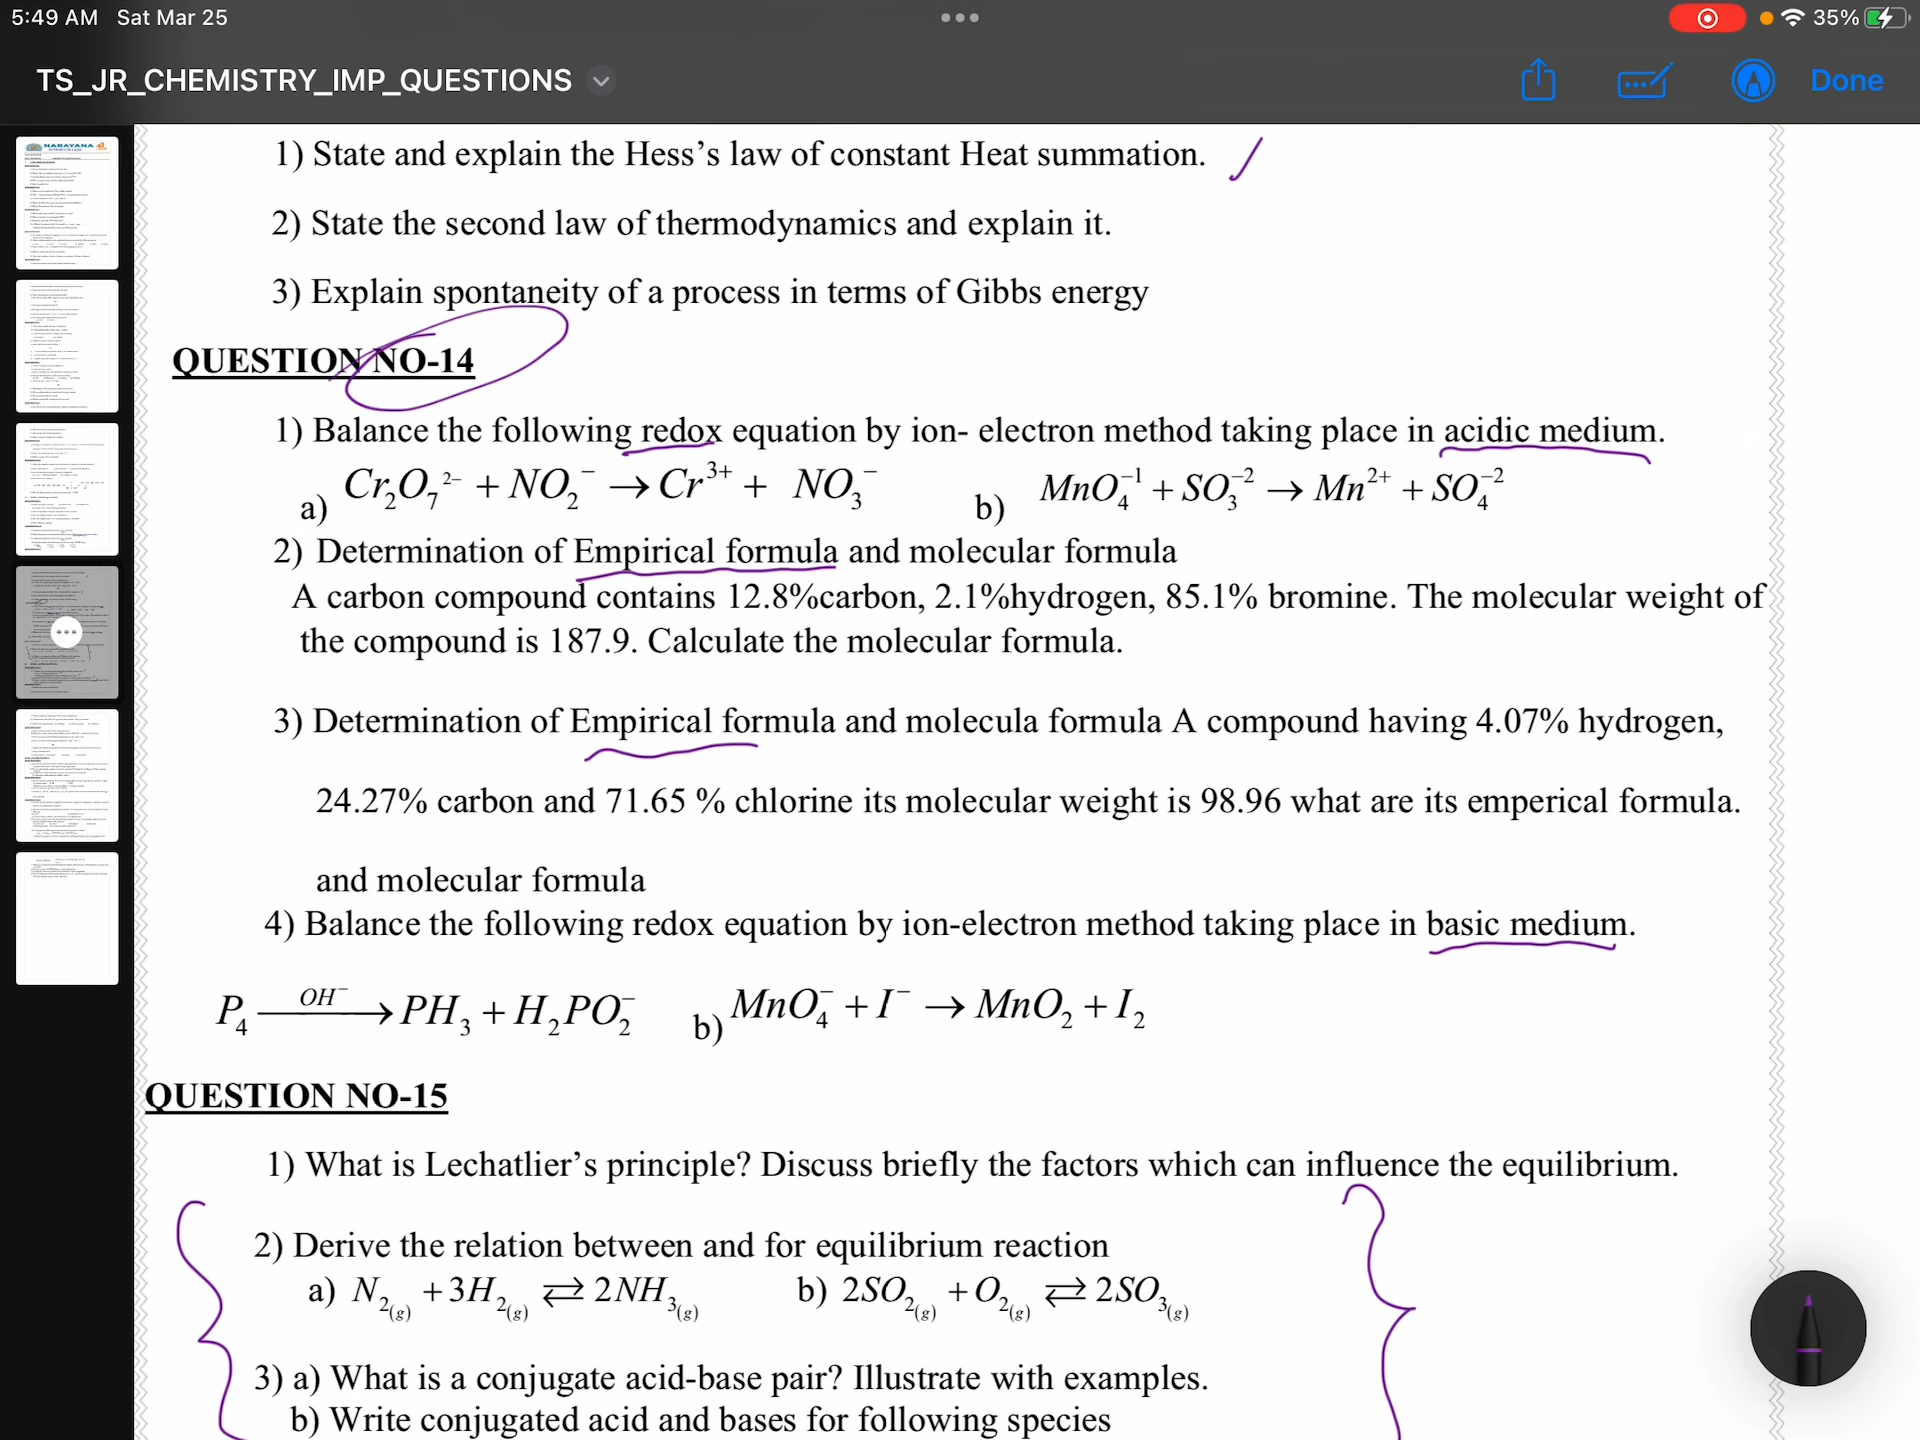 5:49 AM Sat Mar 25
35%
TS_JR_CHEMISTRY_IMP_QUESTIONS
Done
NARAYANA
1) State and explain the Hess’s law of constant Heat summation.
2) State the second law of thermodynamics and explain it.
3) Explain spontaneity of a process in terms of Gibbs energy
QUESTION NO-14
1) Balance the following redox equation by ion- electron method taking place in acidic medium.
a) Cr₂O₇²⁻ + NO₂⁻ → Cr³⁺ + NO₃⁻ b) MnO₄⁻¹ + SO₃⁻² → Mn²⁺ + SO₄⁻²
2) Determination of Empirical formula and molecular formula
A carbon compound contains 12.8%carbon, 2.1%hydrogen, 85.1% bromine. The molecular weight of
the compound is 187.9. Calculate the molecular formula.
3) Determination of Empirical formula and molecula formula A compound having 4.07% hydrogen,
24.27% carbon and 71.65 % chlorine its molecular weight is 98.96 what are its emperical formula.
and molecular formula
4) Balance the following redox equation by ion-electron method taking place in basic medium.
P₄ —OH⁻→ PH₃ + H₂PO₂⁻ b) MnO₄⁻ + I⁻ → MnO₂ + I₂
QUESTION NO-15
1) What is Lechatlier’s principle? Discuss briefly the factors which can influence the equilibrium.
2) Derive the relation between and for equilibrium reaction
a) N₂(g) + 3H₂(g) ⇄ 2NH₃(g) b) 2SO₂(g) + O₂(g) ⇄ 2SO₃(g)
3) a) What is a conjugate acid-base pair? Illustrate with examples.
b) Write conjugated acid and bases for following species